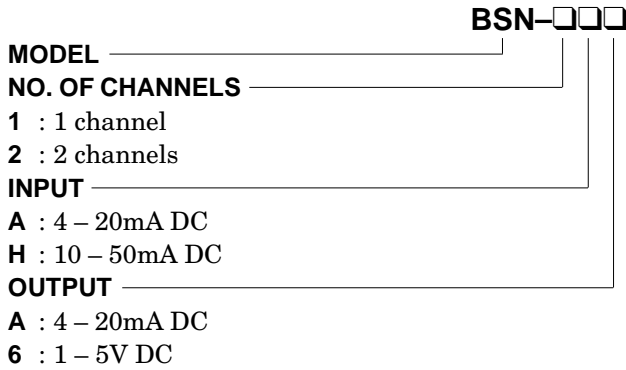 BSN–❑❑❑
MODEL
NO. OF CHANNELS
1 : 1 channel
2 : 2 channels
INPUT
A : 4 – 20mA DC
H : 10 – 50mA DC
OUTPUT
A : 4 – 20mA DC
6 : 1 – 5V DC